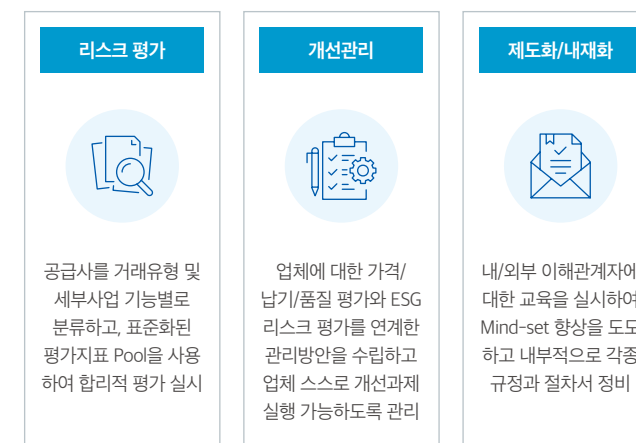 리스크 평가
공급사를 거래유형 및
세부사업 기능별로
분류하고, 표준화된
평가지표 Pool을 사용
하여 합리적 평가 실시
개선관리
업체에 대한 가격/
납기/품질 평가와 ESG
리스크 평가를 연계한
관리방안을 수립하고
업체 스스로 개선과제
실행 가능하도록 관리
제도화/내재화
내/외부 이해관계자에
대한 교육을 실시하여
Mind-set 향상을 도모
하고 내부적으로 각종
규정과 절차서 정비